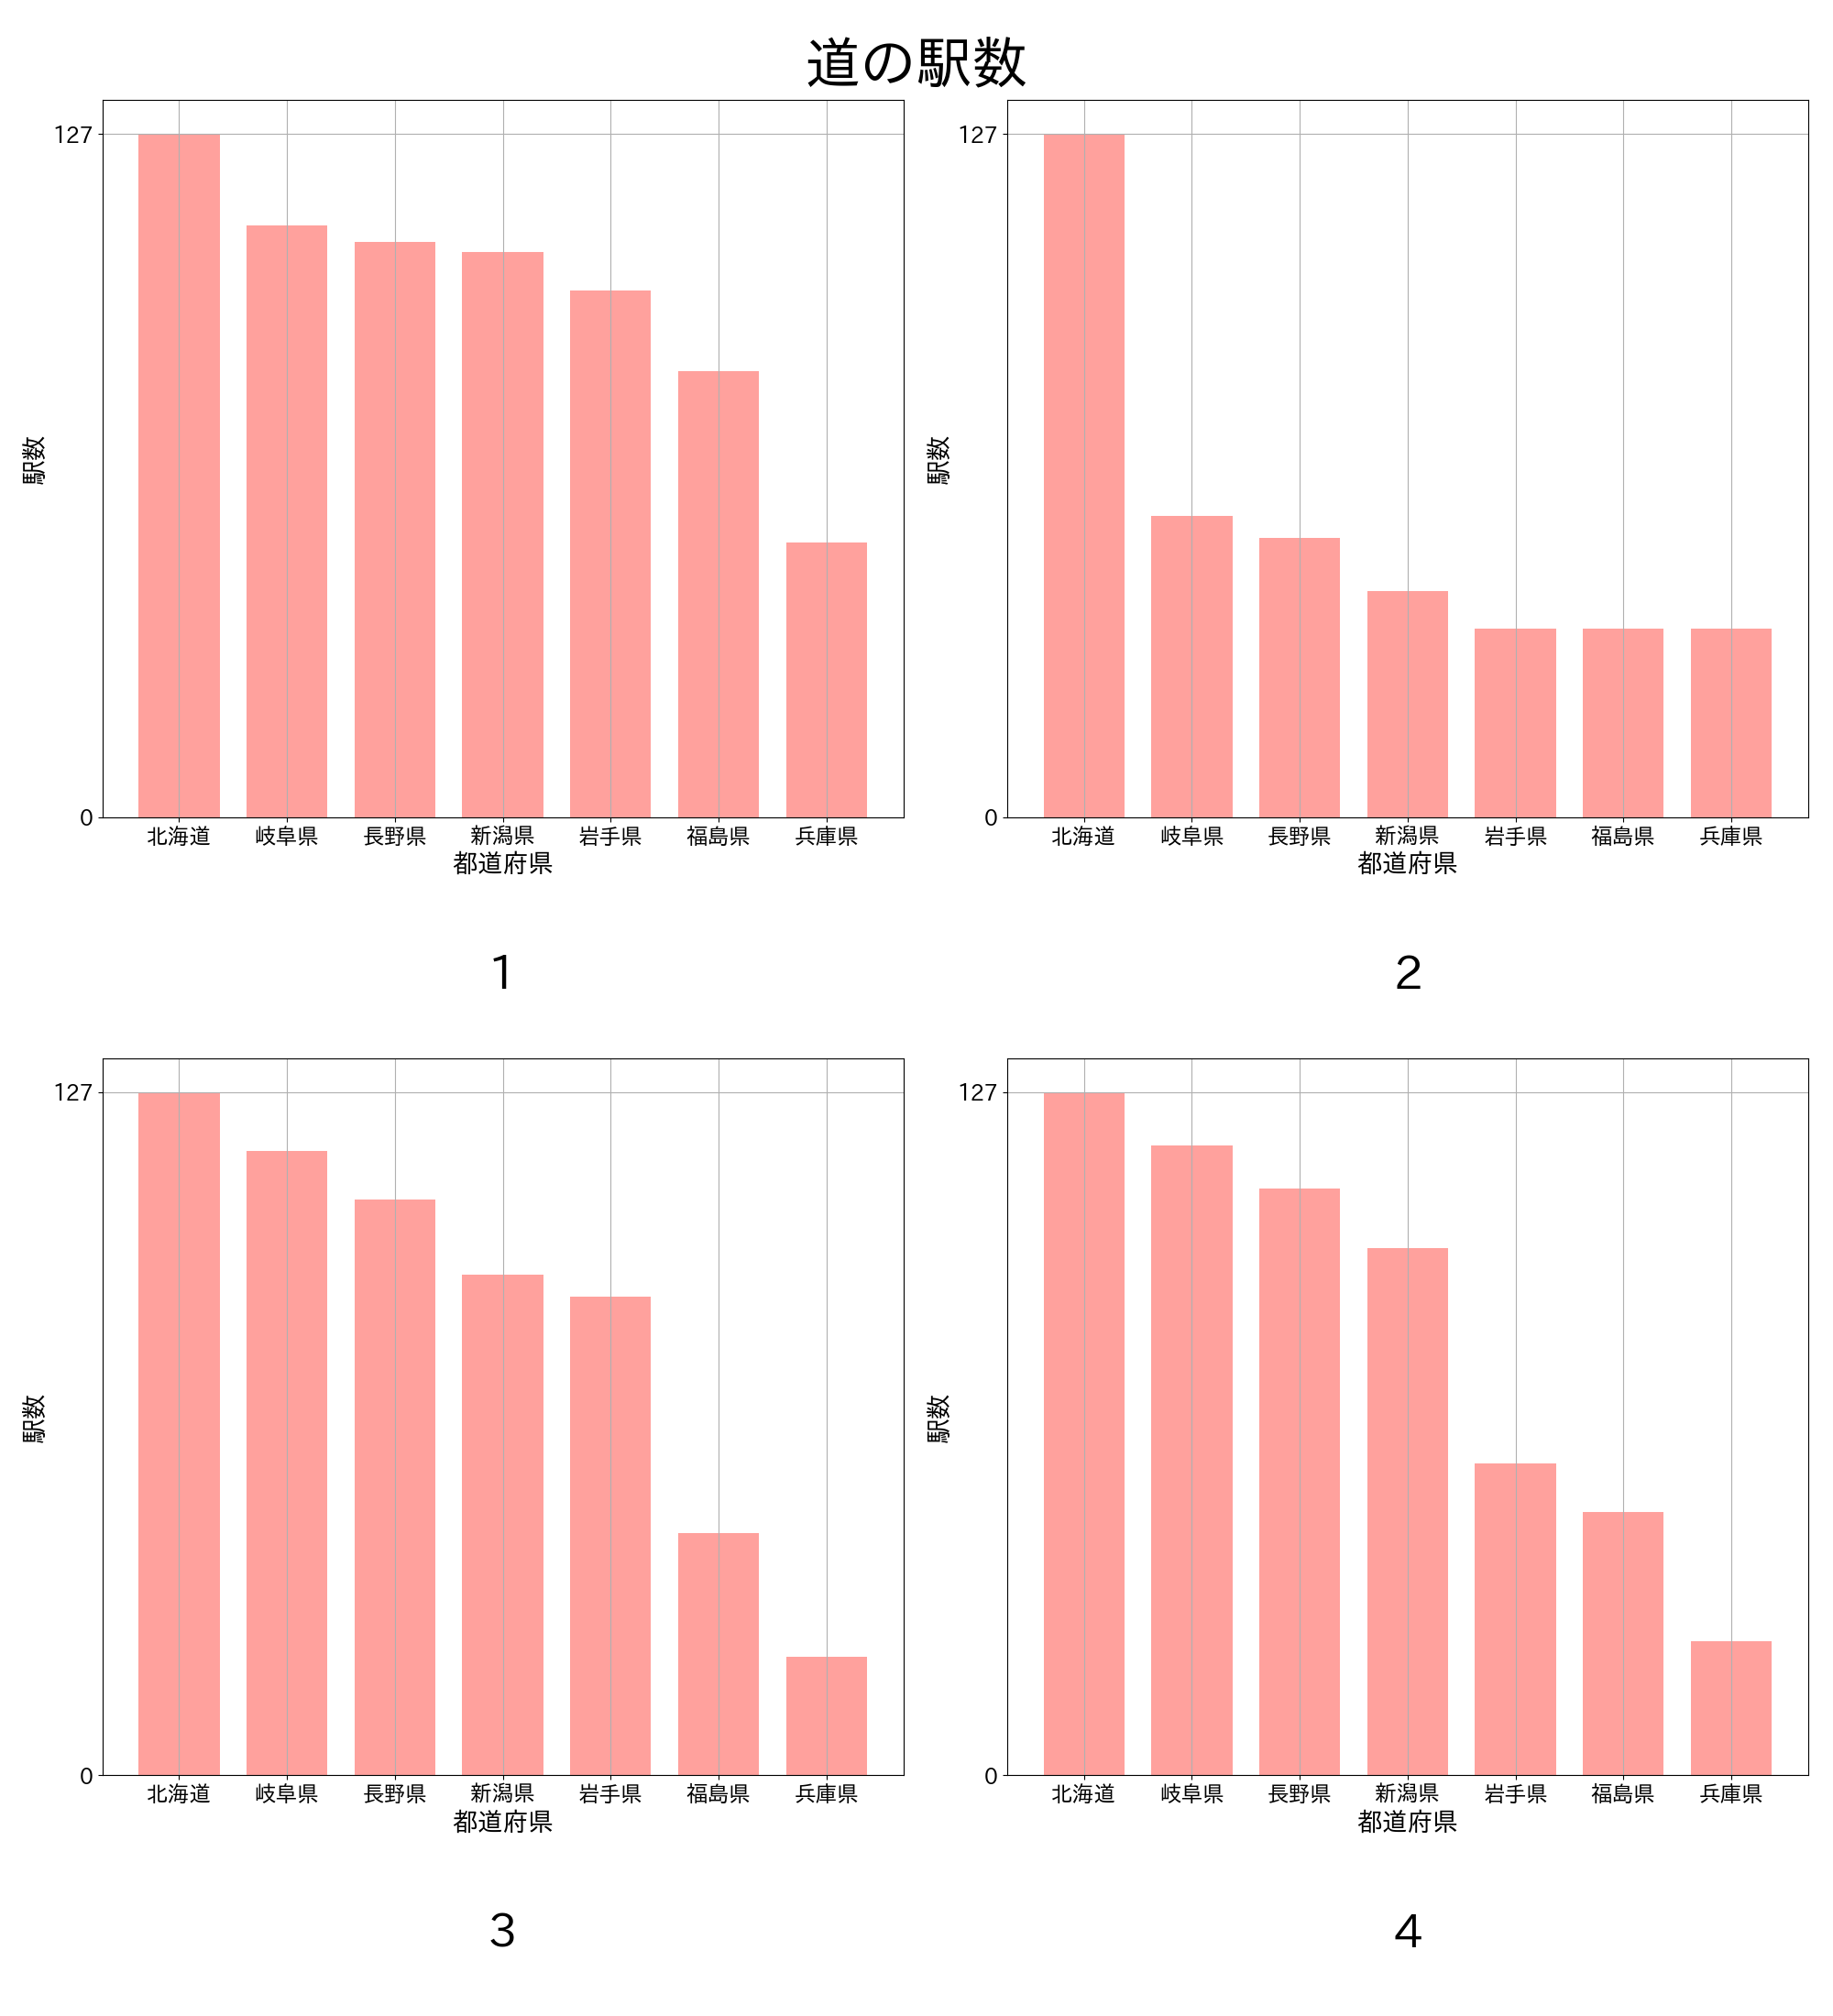 道の駅数
127
0
駅数
北海道 岐阜県 長野県 新潟県 岩手県 福島県 兵庫県
都道府県
1
127
0
駅数
北海道 岐阜県 長野県 新潟県 岩手県 福島県 兵庫県
都道府県
2
127
0
駅数
北海道 岐阜県 長野県 新潟県 岩手県 福島県 兵庫県
都道府県
3
127
0
駅数
北海道 岐阜県 長野県 新潟県 岩手県 福島県 兵庫県
都道府県
4